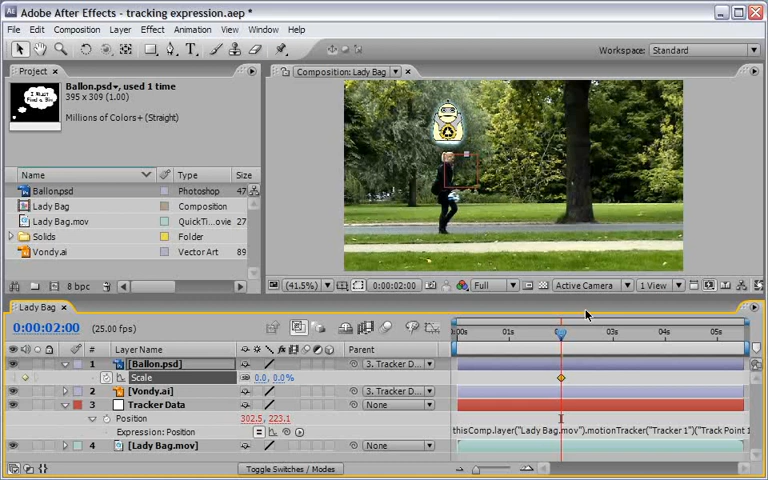 Adobe After Effects - tracking expression.aep *
File Edit Composition Layer Effect Animation View Window Help
Workspace: Standard
Project
Composition: Lady Bag
Ballon.psd, used 1 time
395 x 309 (1.00)
Millions of Colors+ (Straight)
I Must
Find a Bin
Name Type Size
Ballon.psd Photoshop 47
Lady Bag Composition
Lady Bag.mov QuickTi...ovie 27
Solids Folder
Vondy.ai Vector Art 89
8 bpc
(41.5%) 0:00:02:00 Full Active Camera 1 View
Lady Bag
0:00:02:00 (25.00 fps)
:00s 01s 03s 04s 05s
# Layer Name Parent
1 [Ballon.psd] 3. Tracker D...
Scale 0.0, 0.0%
2 [Vondy.ai] 3. Tracker D...
3 Tracker Data None
Position 302.5, 223.1
Expression: Position thisComp.layer("Lady Bag.mov").motionTracker("Tracker 1")("Track Point 1
4 [Lady Bag.mov] None
Toggle Switches / Modes